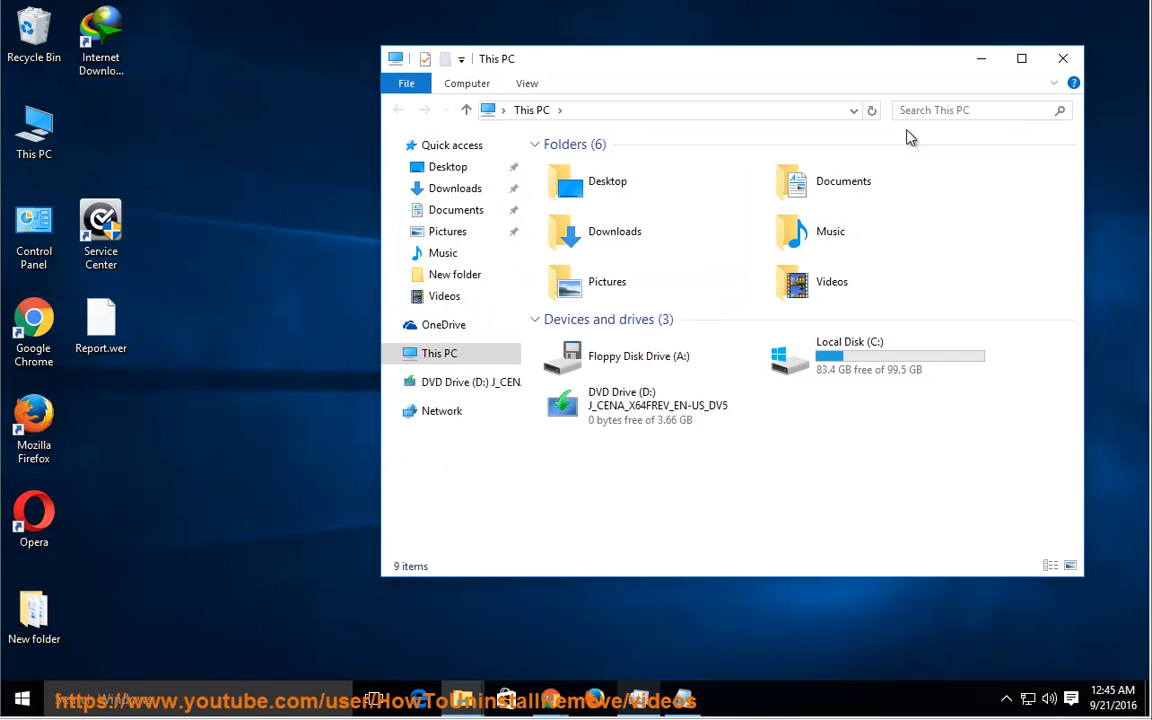 Recycle Bin
Internet
Downlo...
This PC
Control
Panel
Service
Center
Google
Chrome
Report.wer
Mozilla
Firefox
Opera
New folder
This PC
File
Computer
View
This PC
Search This PC
Quick access
Desktop
Downloads
Documents
Pictures
Music
New folder
Videos
OneDrive
This PC
DVD Drive (D:) J_CEN
Network
Folders (6)
Desktop
Documents
Downloads
Music
Pictures
Videos
Devices and drives (3)
Floppy Disk Drive (A:)
Local Disk (C:)
83.4 GB free of 99.5 GB
DVD Drive (D:)
J_CENA_X64FREV_EN-US_DV5
0 bytes free of 3.66 GB
9 items
Search Windows
https://www.youtube.com/user/HowToUninstallRemove/videos
12:45 AM
9/21/2016